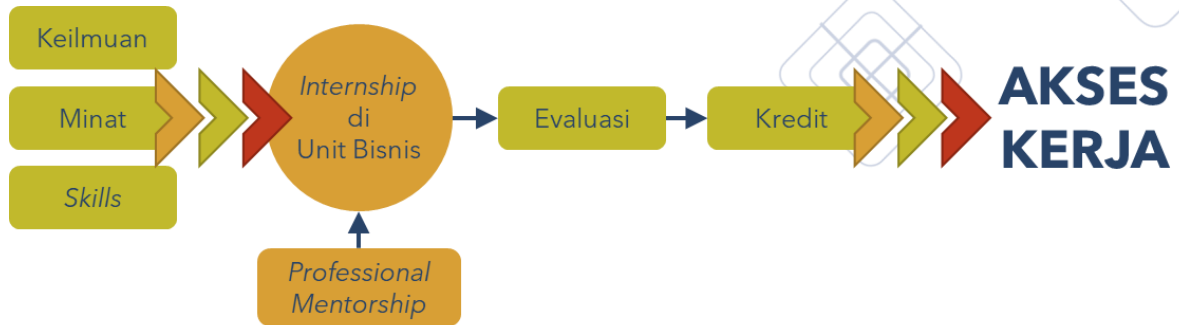 Keilmuan
Minat
Skills
Internship
di
Unit Bisnis
Professional
Mentorship
Evaluasi
Kredit
AKSES
KERJA